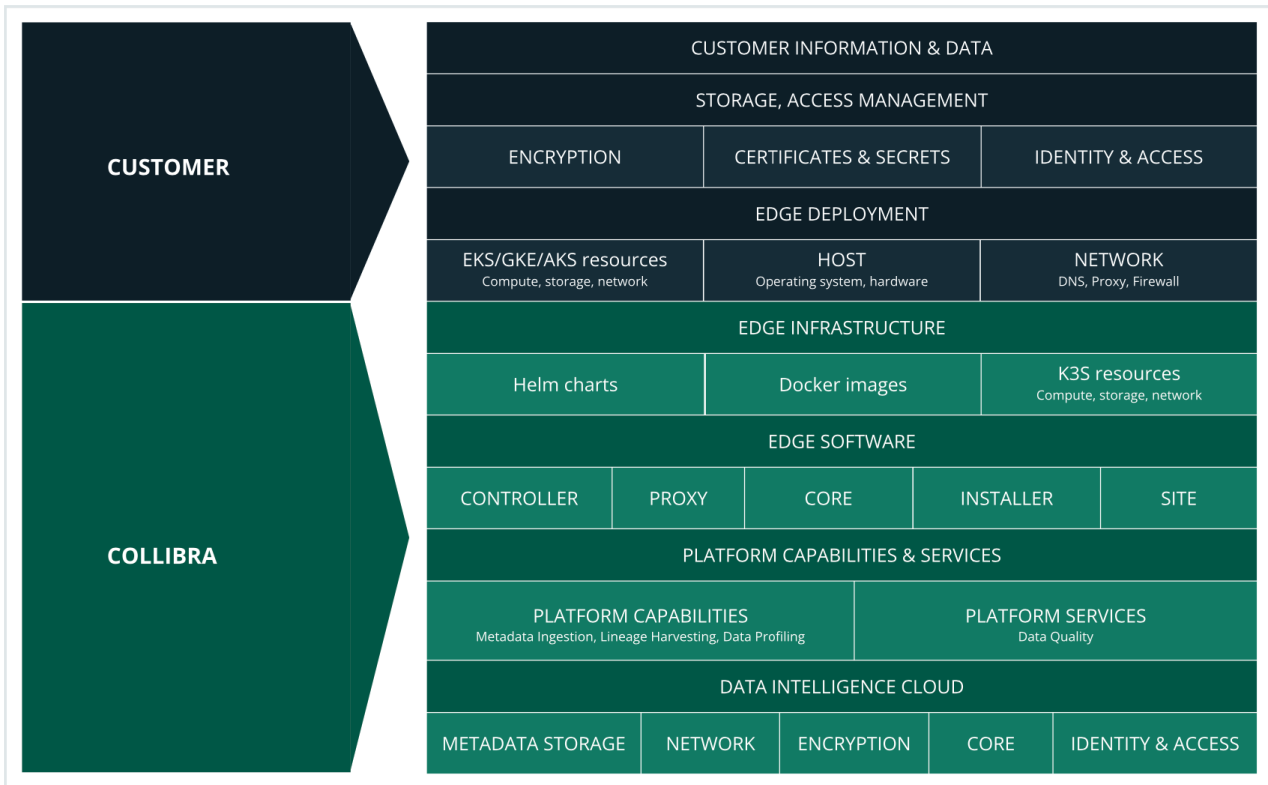 CUSTOMER
CUSTOMER INFORMATION & DATA
STORAGE, ACCESS MANAGEMENT
ENCRYPTION
CERTIFICATES & SECRETS
IDENTITY & ACCESS
EDGE DEPLOYMENT
EKS/GKE/AKS resources
Compute, storage, network
HOST
Operating system, hardware
NETWORK
DNS, Proxy, Firewall
COLLIBRA
EDGE INFRASTRUCTURE
Helm charts
Docker images
K3S resources
Compute, storage, network
EDGE SOFTWARE
CONTROLLER
PROXY
CORE
INSTALLER
SITE
PLATFORM CAPABILITIES & SERVICES
PLATFORM CAPABILITIES
Metadata Ingestion, Lineage Harvesting, Data Profiling
PLATFORM SERVICES
Data Quality
DATA INTELLIGENCE CLOUD
METADATA STORAGE
NETWORK
ENCRYPTION
CORE
IDENTITY & ACCESS